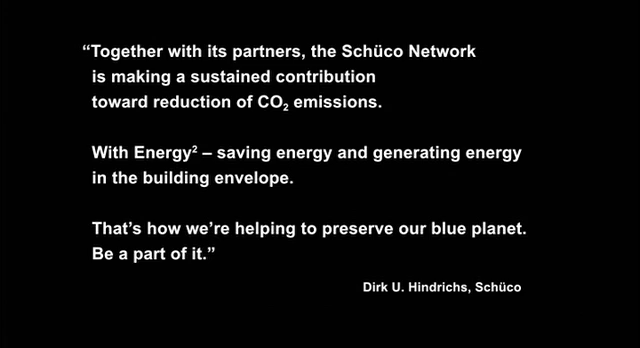 “Together with its partners, the Schüco Network
is making a sustained contribution
toward reduction of CO₂ emissions.
With Energy² – saving energy and generating energy
in the building envelope.
That’s how we’re helping to preserve our blue planet.
Be a part of it.”
Dirk U. Hindrichs, Schüco